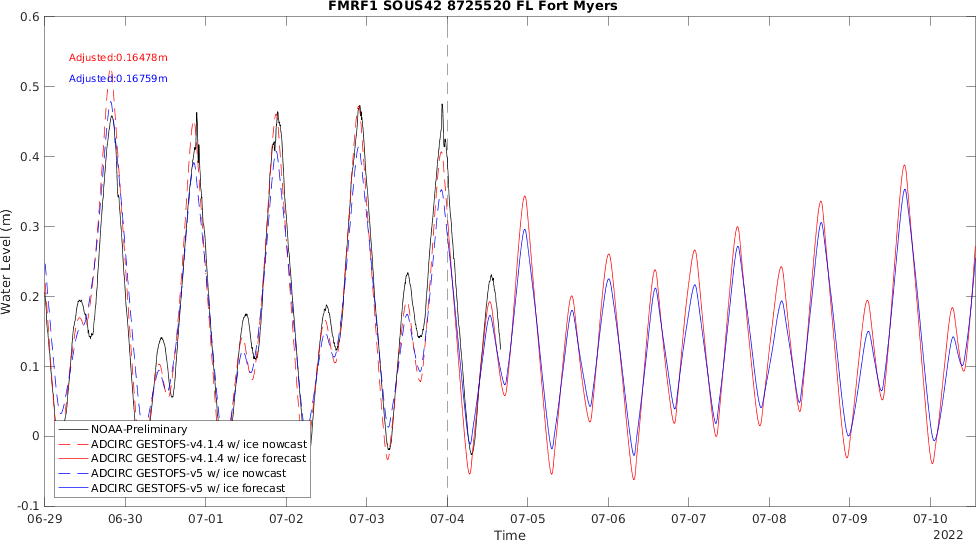 FMRF1 SOUS42 8725520 FL Fort Myers
0.6
0.5
0.4
0.3
0.2
0.1
0
-0.1
Water Level (m)
Adjusted:0.16478m
Adjusted:0.16759m
NOAA-Preliminary
ADCIRC GESTOFS-v4.1.4 w/ ice nowcast
ADCIRC GESTOFS-v4.1.4 w/ ice forecast
ADCIRC GESTOFS-v5 w/ ice nowcast
ADCIRC GESTOFS-v5 w/ ice forecast
06-29 06-30 07-01 07-02 07-03 07-04 07-05 07-06 07-07 07-08 07-09 07-10
Time
2022